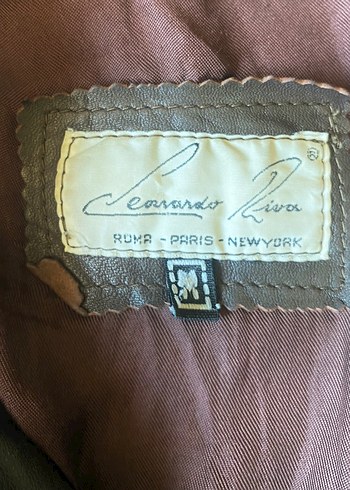 Leonardo Riva ®
ROMA - PARIS - NEWYORK
M